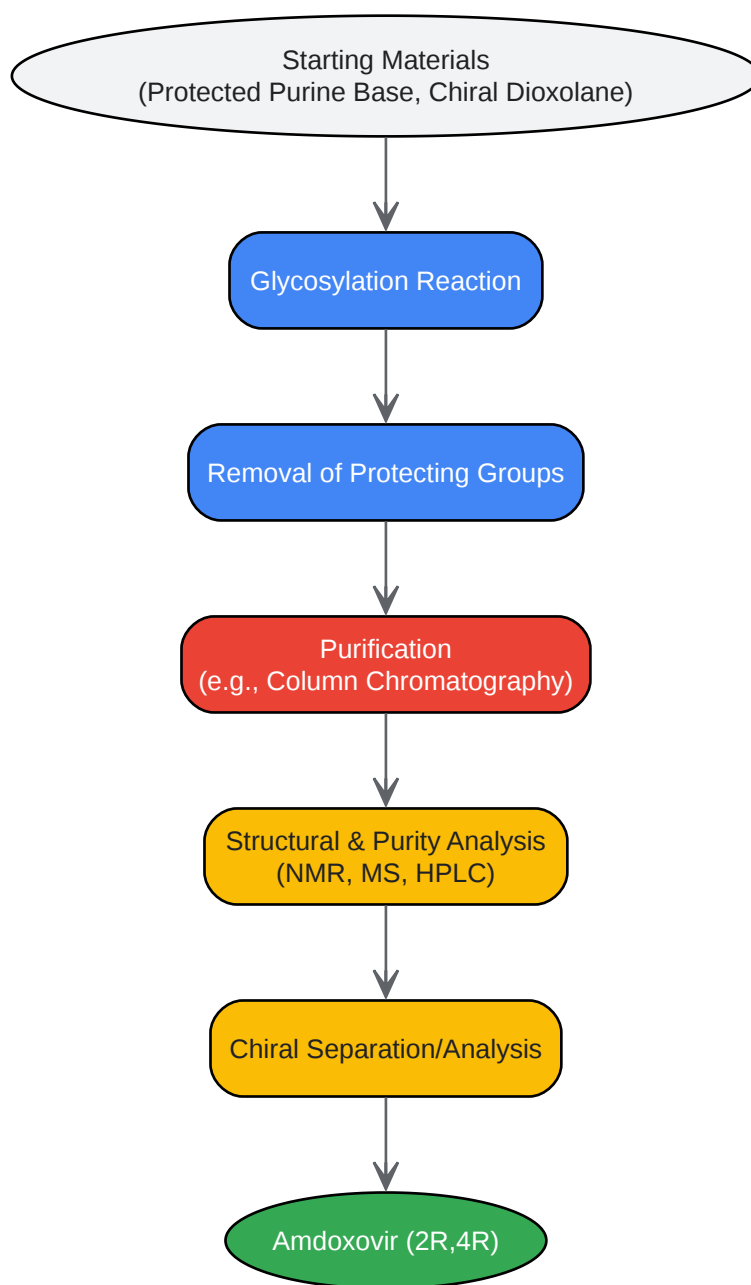 Starting Materials
(Protected Purine Base, Chiral Dioxolane)
Glycosylation Reaction
Removal of Protecting Groups
Purification
(e.g., Column Chromatography)
Structural & Purity Analysis
(NMR, MS, HPLC)
Chiral Separation/Analysis
Amdoxovir (2R,4R)